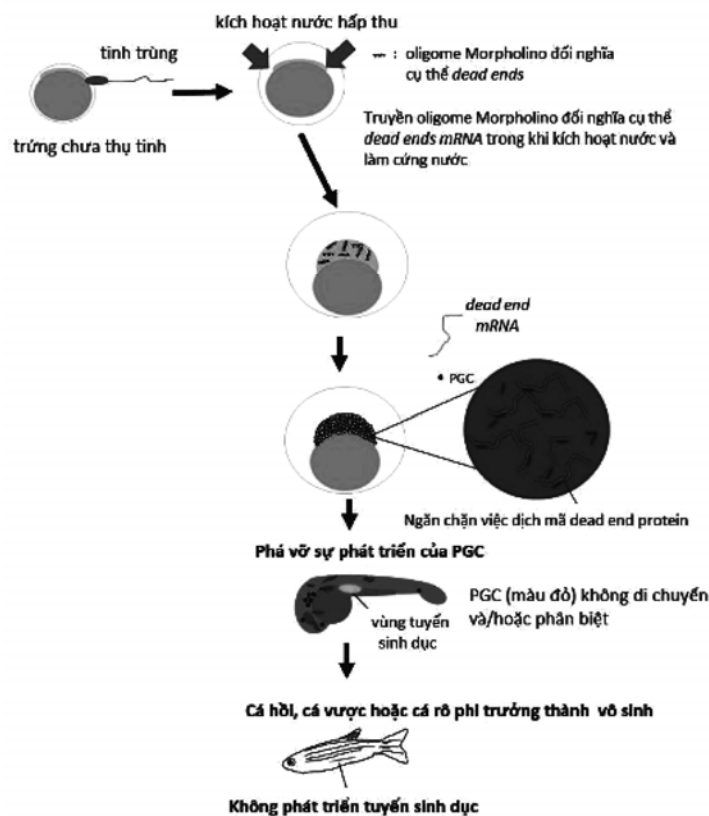 kích hoạt nước hấp thu
tinh trùng
: oligome Morpholino đối nghĩa
cụ thể dead ends
trứng chưa thụ tinh
Truyền oligome Morpholino đối nghĩa cụ thể
dead ends mRNA trong khi kích hoạt nước và
làm cứng nước
dead end
mRNA
PGC
Ngăn chặn việc dịch mã dead end protein
Phá vỡ sự phát triển của PGC
PGC (màu đỏ) không di chuyển
và/hoặc phân biệt
vùng tuyến
sinh dục
Cá hồi, cá vược hoặc cá rô phi trưởng thành vô sinh
Không phát triển tuyến sinh dục